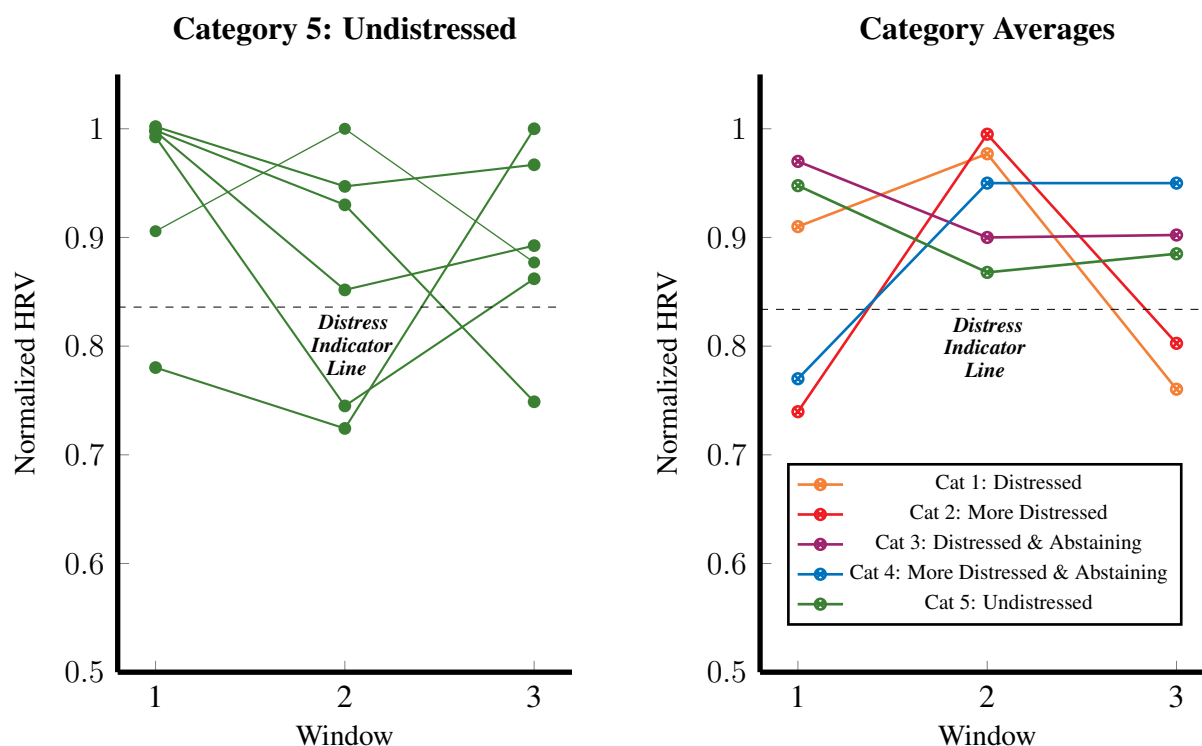 Category 5: Undistressed
Normalized HRV
1
0.9
0.8
0.7
0.6
0.5
Distress
Indicator
Line
1 2 3
Window
Category Averages
Normalized HRV
1
0.9
0.8
0.7
0.6
0.5
Distress
Indicator
Line
Cat 1: Distressed
Cat 2: More Distressed
Cat 3: Distressed & Abstaining
Cat 4: More Distressed & Abstaining
Cat 5: Undistressed
1 2 3
Window